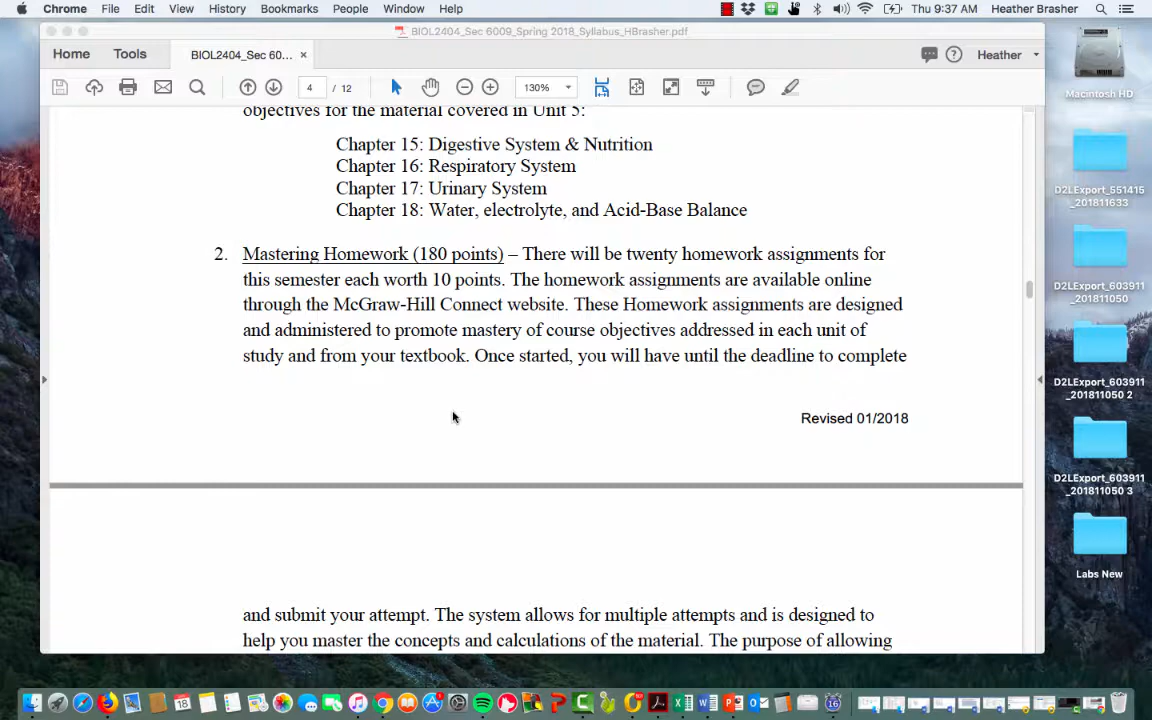 Chrome File Edit View History Bookmarks People Window Help Thu 9:37 AM Heather Brasher
BIOL2404_Sec 6009_Spring 2018_Syllabus_HBrasher.pdf
Home Tools BIOL2404_Sec 60... × Heather
4 / 12 130%
objectives for the material covered in Unit 5:
Chapter 15: Digestive System & Nutrition
Chapter 16: Respiratory System
Chapter 17: Urinary System
Chapter 18: Water, electrolyte, and Acid-Base Balance
2. Mastering Homework (180 points) – There will be twenty homework assignments for
this semester each worth 10 points. The homework assignments are available online
through the McGraw-Hill Connect website. These Homework assignments are designed
and administered to promote mastery of course objectives addressed in each unit of
study and from your textbook. Once started, you will have until the deadline to complete
Revised 01/2018
and submit your attempt. The system allows for multiple attempts and is designed to
help you master the concepts and calculations of the material. The purpose of allowing
Macintosh HD
D2LExport_551415
_201811633
D2LExport_603911
_201811050
D2LExport_603911
_201811050 2
D2LExport_603911
_201811050 3
Labs New
18
16